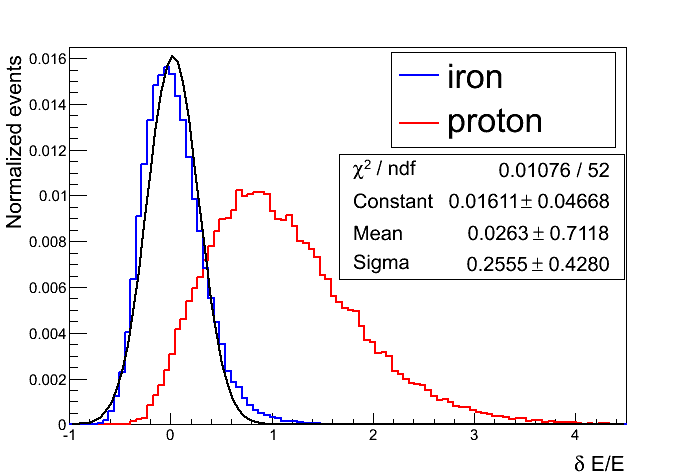 Normalized events
0.016
0.014
0.012
0.01
0.008
0.006
0.004
0.002
0
-1 0 1 2 3 4
δ E/E
iron
proton
χ² / ndf 0.01076 / 52
Constant 0.01611 ± 0.04668
Mean 0.0263 ± 0.7118
Sigma 0.2555 ± 0.4280